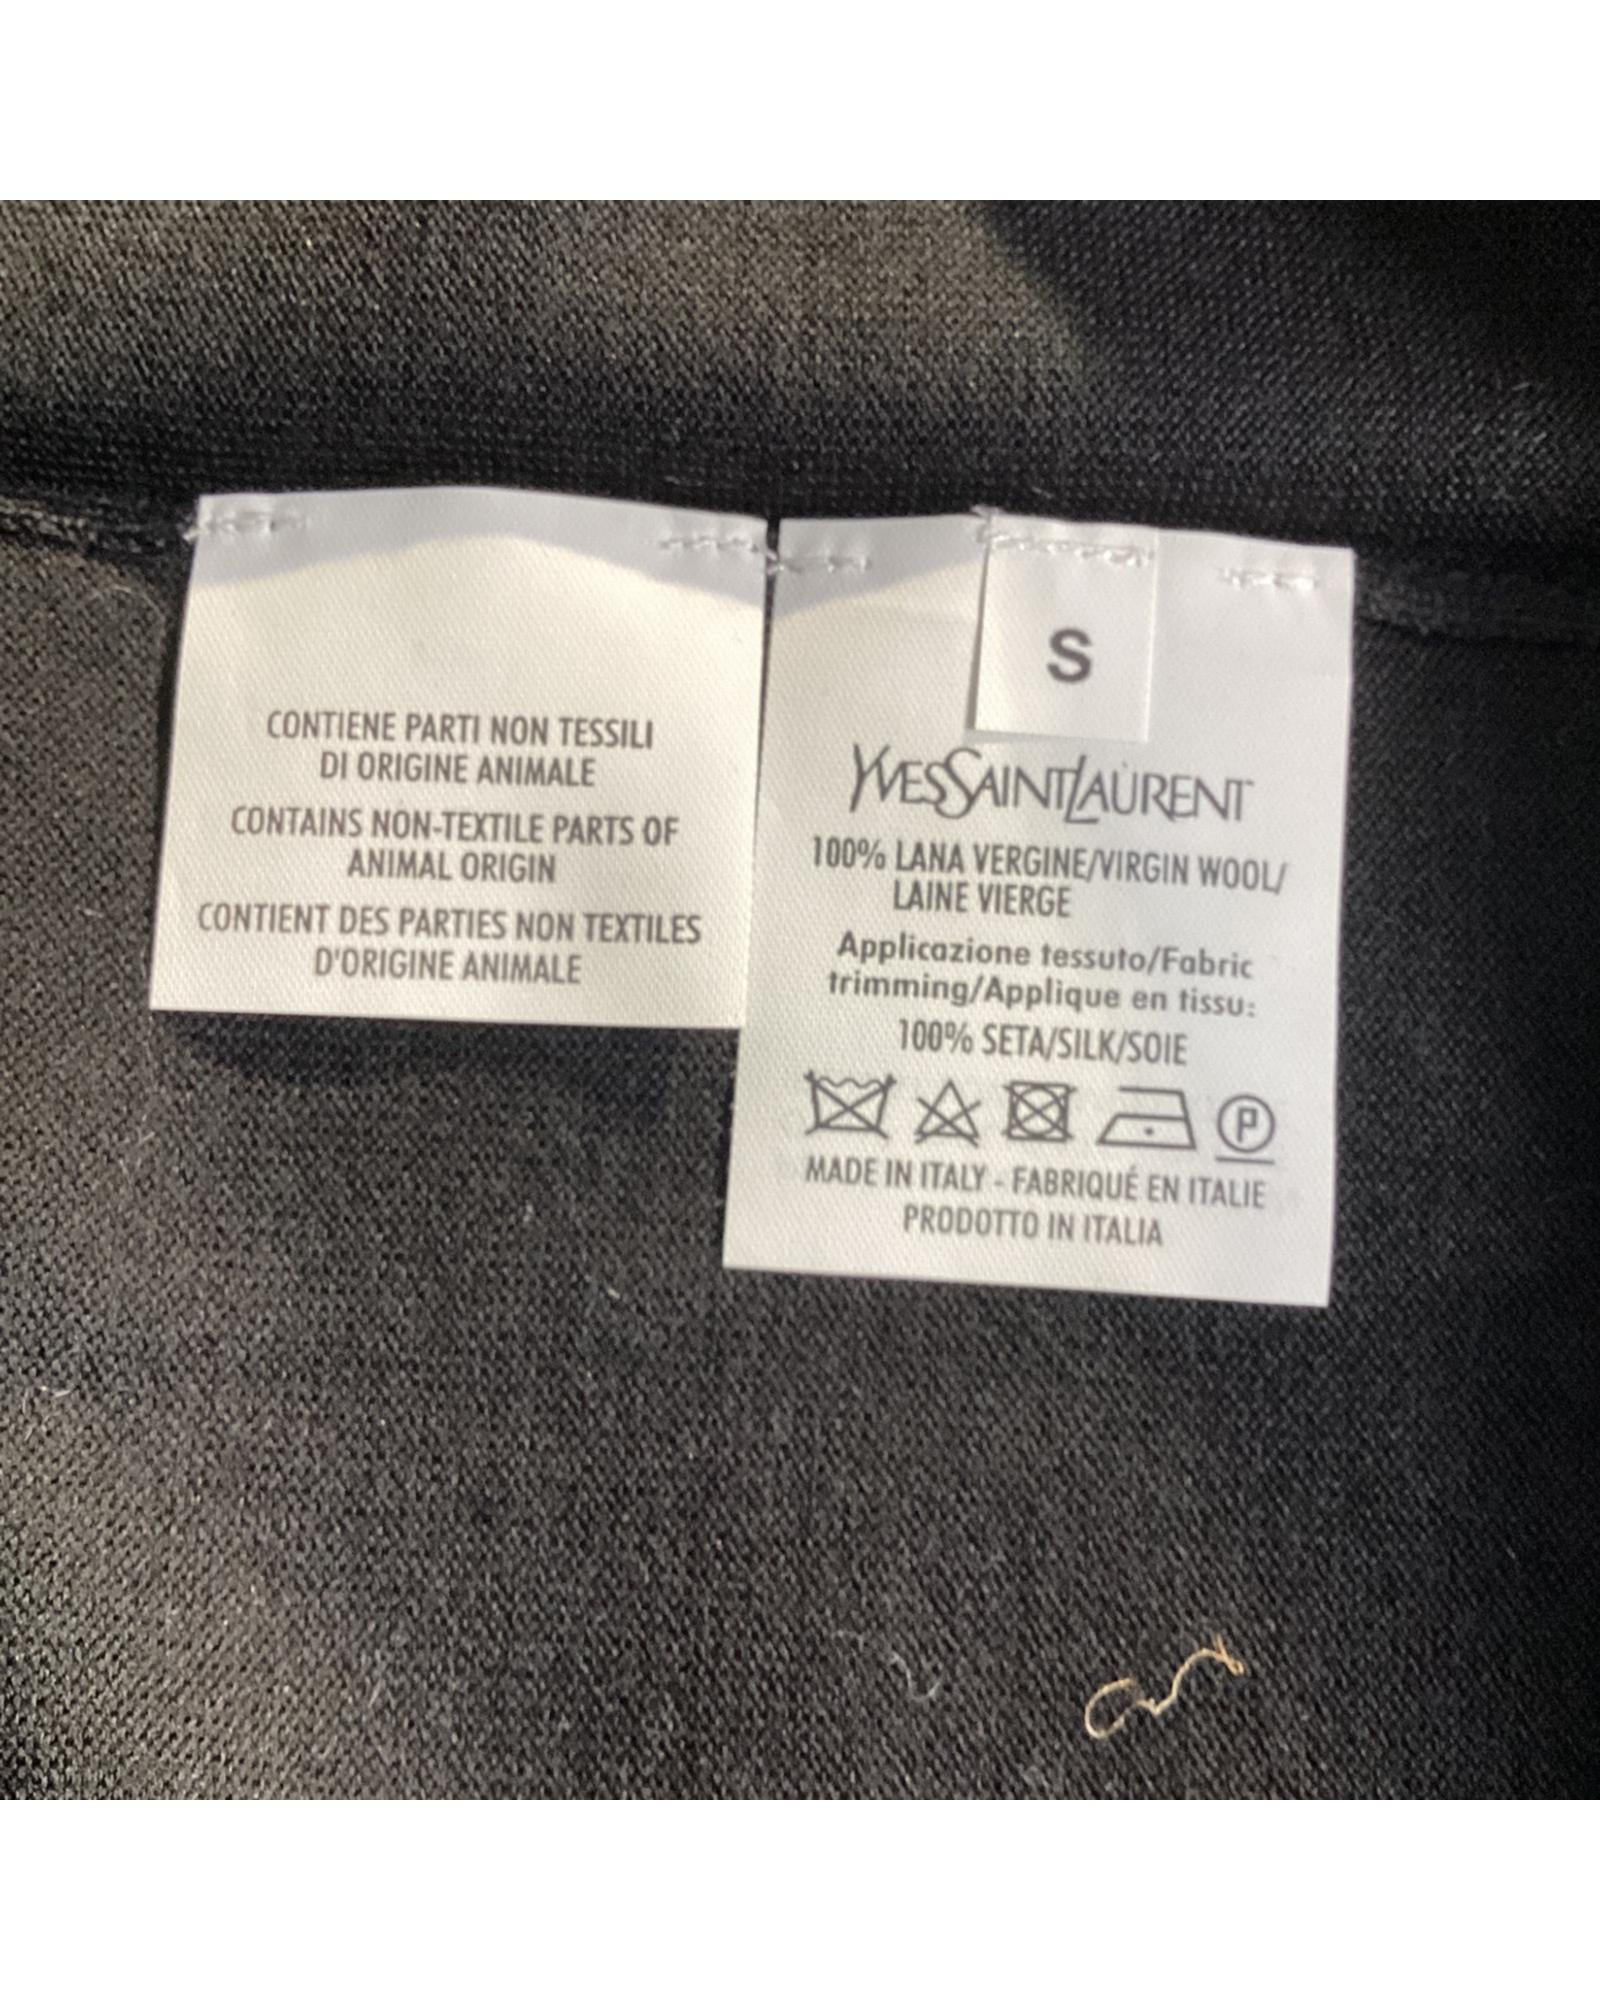 CONTIENE PARTI NON TESSILI
DI ORIGINE ANIMALE
CONTAINS NON-TEXTILE PARTS OF
ANIMAL ORIGIN
CONTIENT DES PARTIES NON TEXTILES
D'ORIGINE ANIMALE
S
YVESSAINTLAURENT
100% LANA VERGINE/VIRGIN WOOL/
LAINE VIERGE
Applicazione tessuto/Fabric
trimming/Applique en tissu:
100% SETA/SILK/SOIE
P
MADE IN ITALY - FABRIQUÉ EN ITALIE
PRODOTTO IN ITALIA